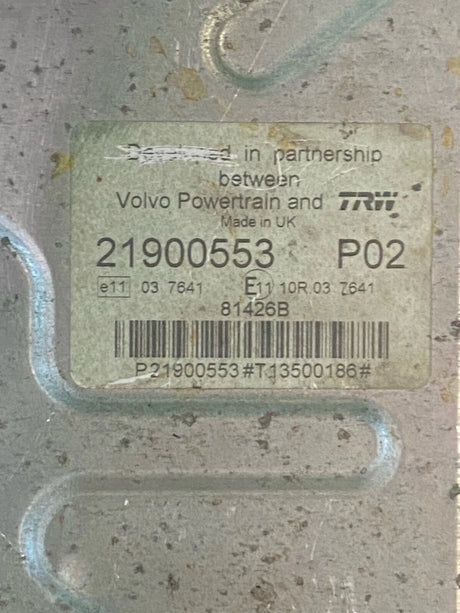 Developed in partnership
between
Volvo Powertrain and TRW
Made in UK
21900553 P02
e11 03 7641 E11 10R 03 7641
81426B
P21900553#T13500186#